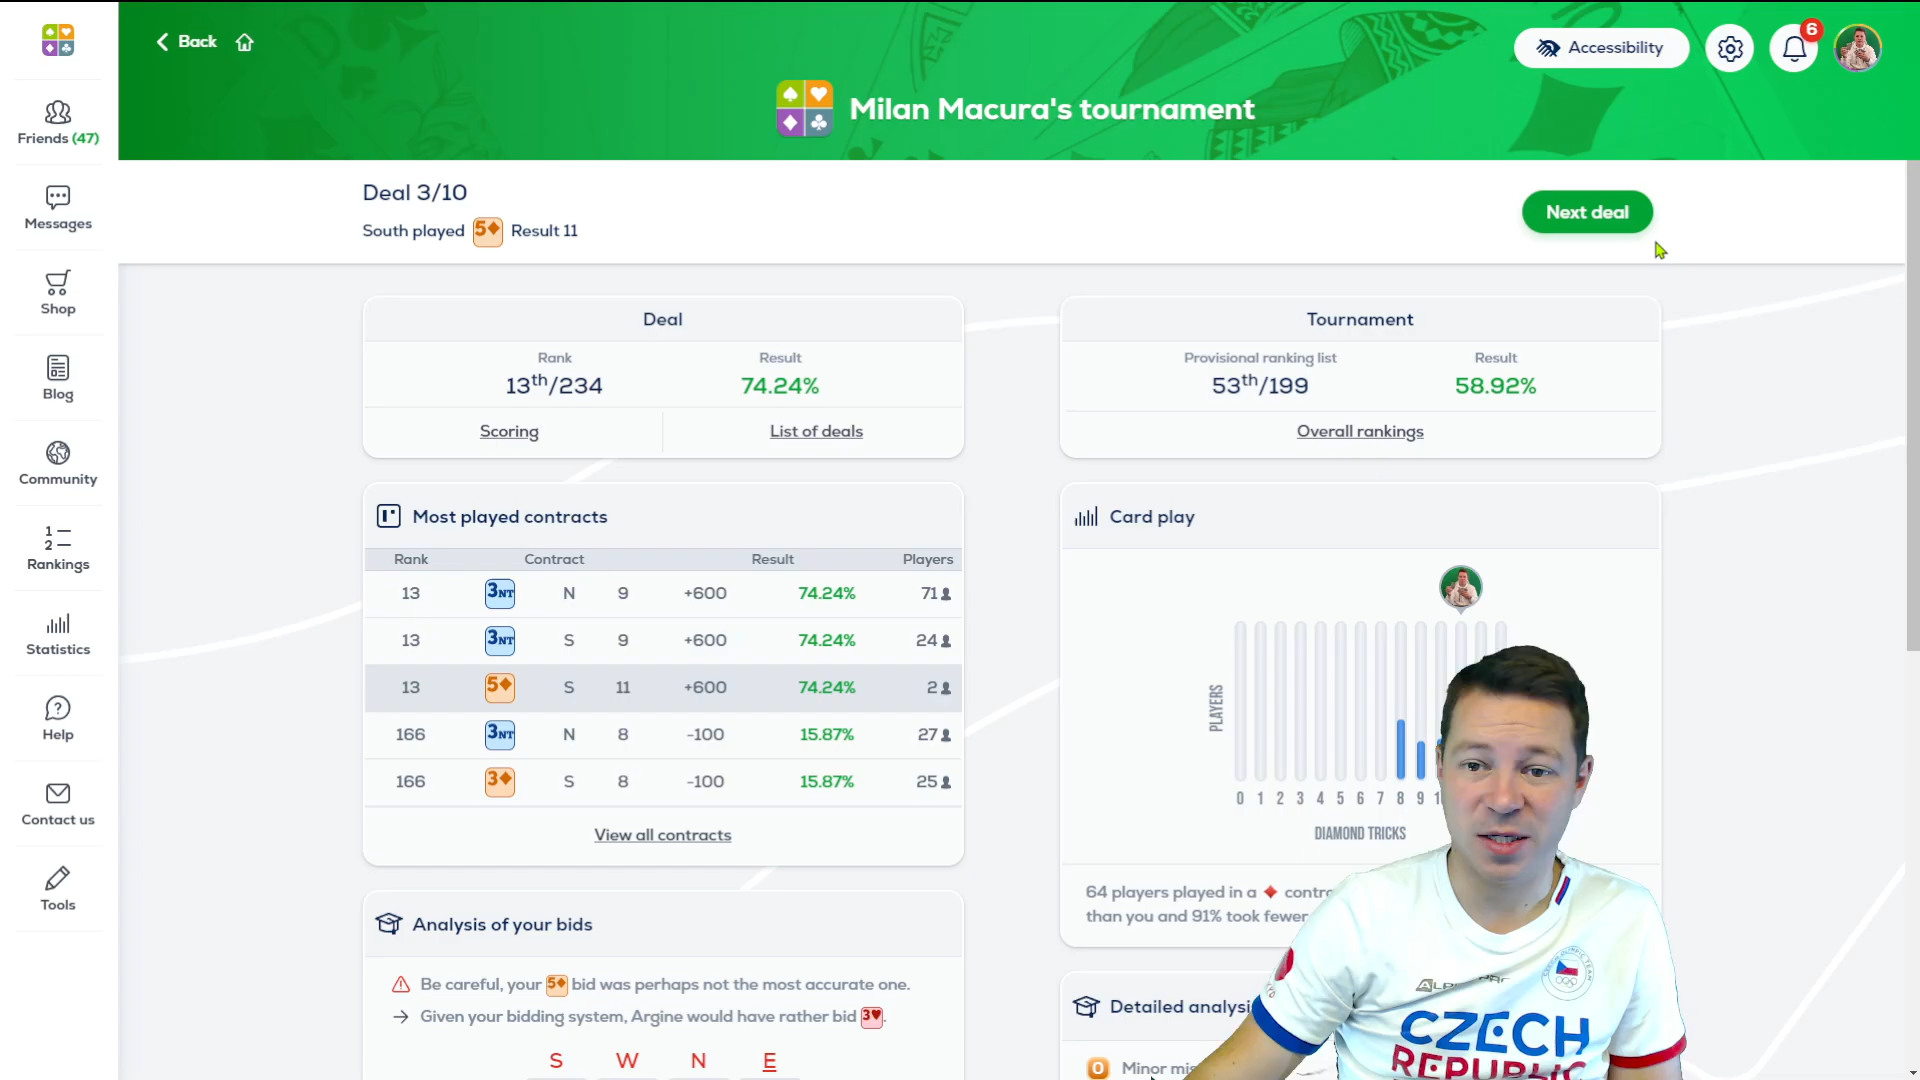 Back
Accessibility
6
Milan Macura's tournament
Friends (47)
Messages
Shop
Blog
Community
1
2
Rankings
Statistics
Help
Contact us
Tools
Deal 3/10
South played 5♦ Result 11
Next deal
Deal
Rank Result
13th/234 74.24%
Scoring List of deals
Tournament
Provisional ranking list Result
53th/199 58.92%
Overall rankings
Most played contracts
Rank Contract Result Players
13 3NT N 9 +600 74.24% 71
13 3NT S 9 +600 74.24% 24
13 5♦ S 11 +600 74.24% 2
166 3NT N 8 -100 15.87% 27
166 3♦ S 8 -100 15.87% 25
View all contracts
Card play
PLAYERS
0 1 2 3 4 5 6 7 8 9
DIAMOND TRICKS
64 players played in a ♦
than you and 91% took fewer
Analysis of your bids
Be careful, your 5♦ bid was perhaps not the most accurate one.
→ Given your bidding system, Argine would have rather bid 3♥.
S W N E
Detailed
Minor
CZECH
REPUBLIC